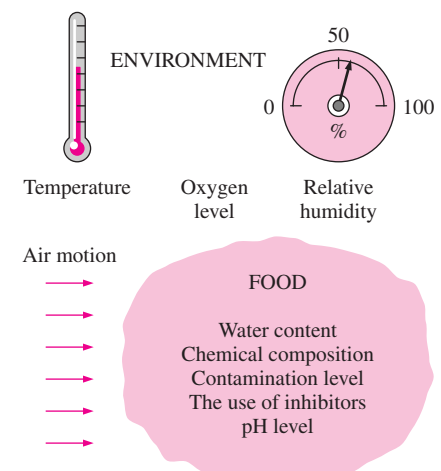 ENVIRONMENT
50
0
100
%
Temperature
Oxygen
level
Relative
humidity
Air motion
FOOD
Water content
Chemical composition
Contamination level
The use of inhibitors
pH level